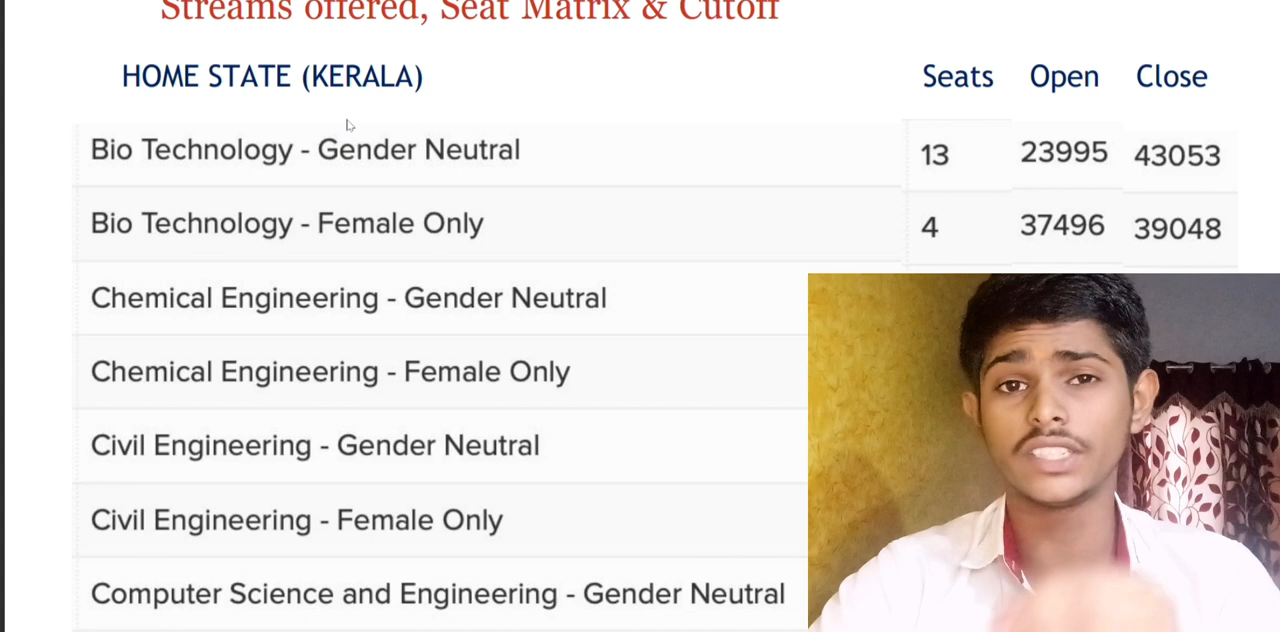 Streams offered, Seat Matrix & Cutoff
HOME STATE (KERALA) Seats Open Close
Bio Technology - Gender Neutral 13 23995 43053
Bio Technology - Female Only 4 37496 39048
Chemical Engineering - Gender Neutral
Chemical Engineering - Female Only
Civil Engineering - Gender Neutral
Civil Engineering - Female Only
Computer Science and Engineering - Gender Neutral